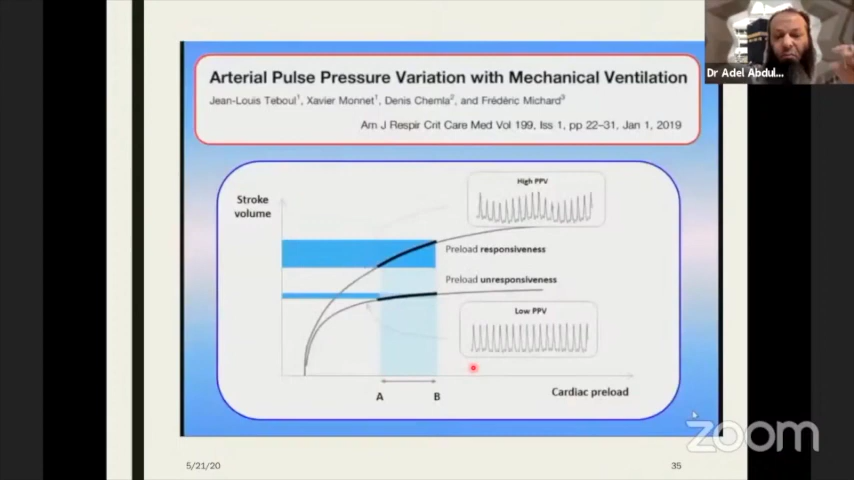 Arterial Pulse Pressure Variation with Mechanical Ventilation
Jean-Louis Teboul1, Xavier Monnet1, Denis Chemla2, and Frédéric Michard3
Am J Respir Crit Care Med Vol 199, Iss 1, pp 22–31, Jan 1, 2019
Dr Adel Abdul...
Stroke
volume
High PPV
Preload responsiveness
Preload unresponsiveness
Low PPV
A
B
Cardiac preload
zoom
5/21/20
35